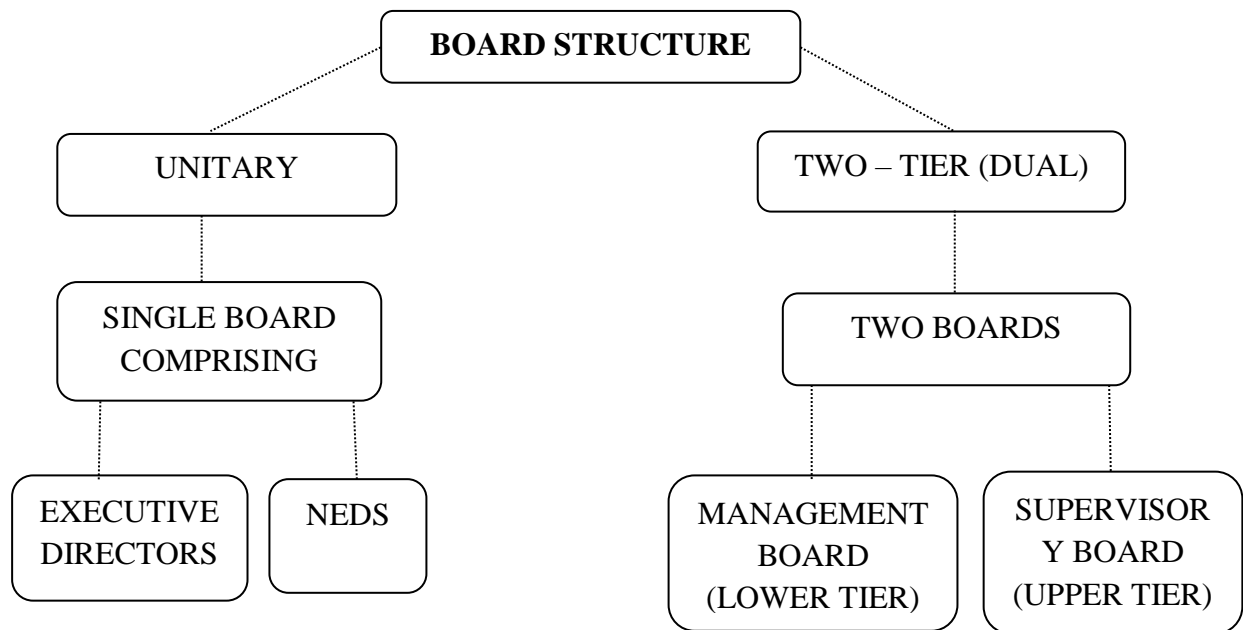 BOARD STRUCTURE
UNITARY
TWO – TIER (DUAL)
SINGLE BOARD
COMPRISING
TWO BOARDS
EXECUTIVE
DIRECTORS
NEDS
MANAGEMENT
BOARD
(LOWER TIER)
SUPERVISOR
Y BOARD
(UPPER TIER)